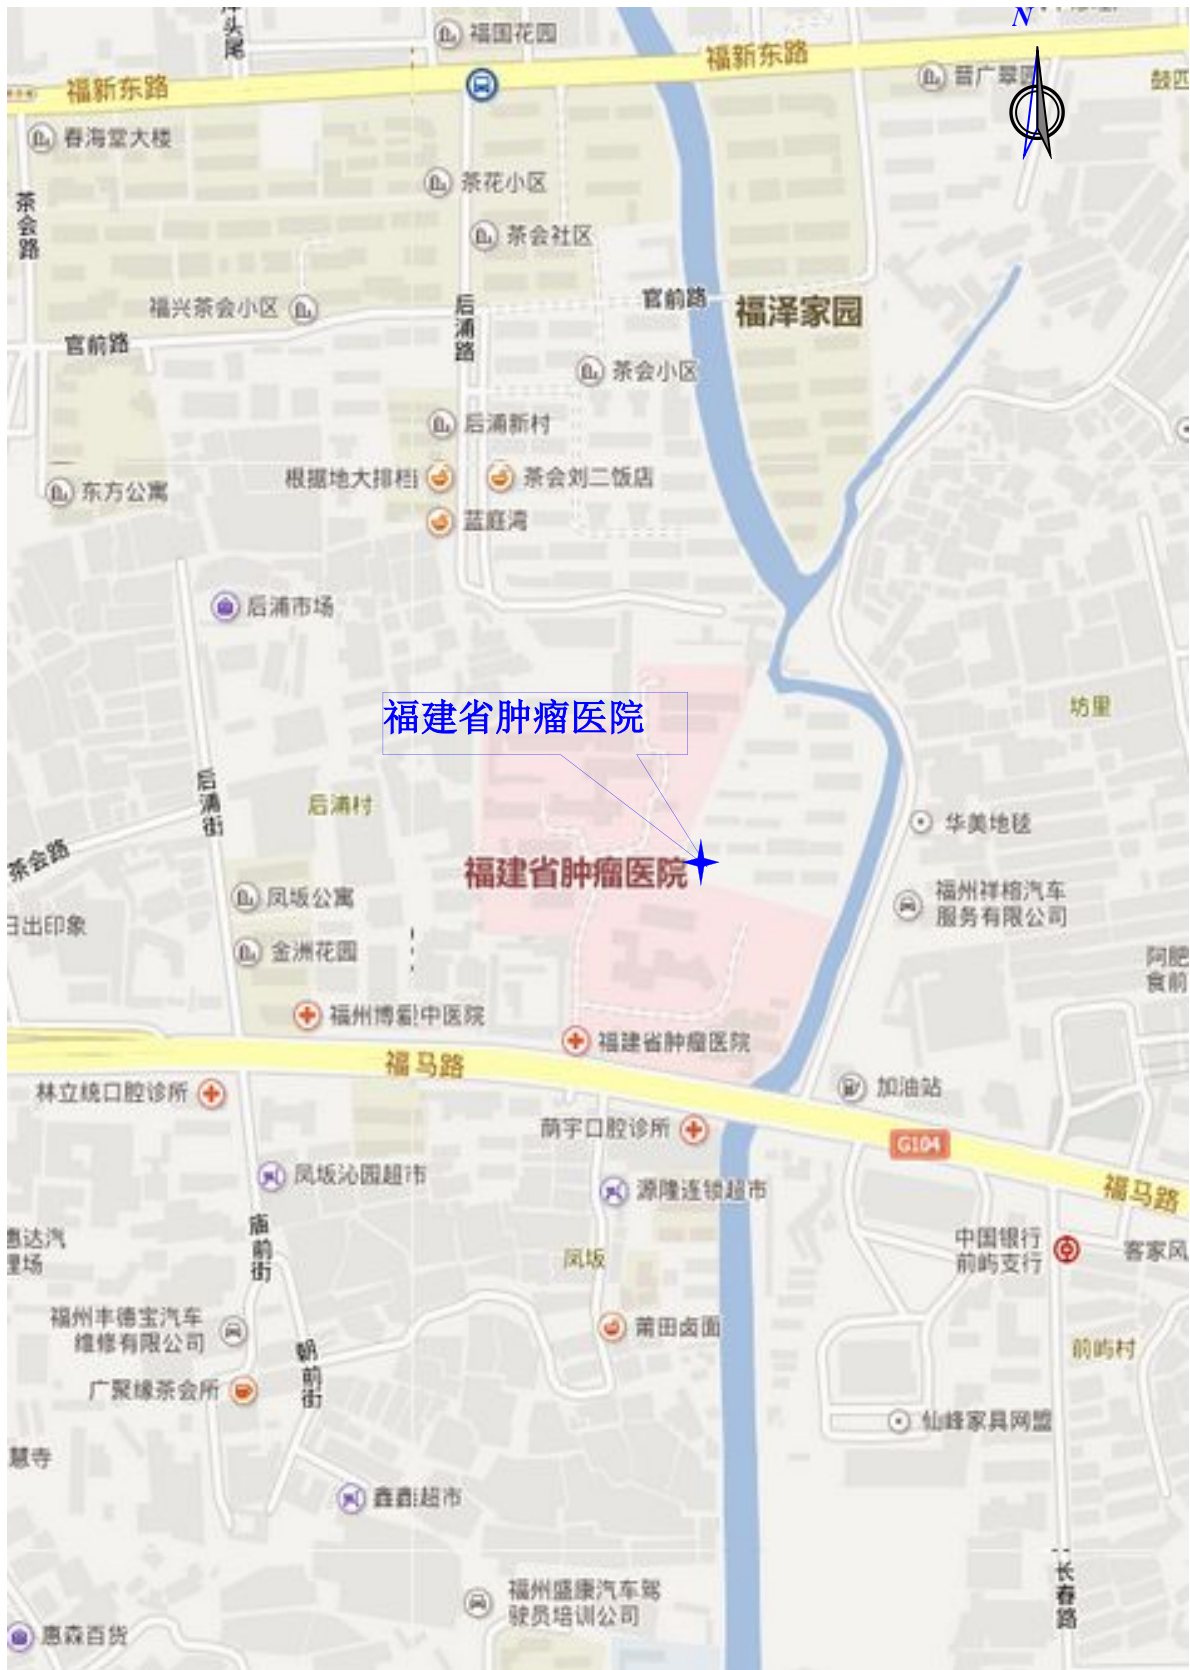 福国花园
N
福新东路
福新东路
晋广翠园
春海堂大楼
茶花小区
茶会路
茶会社区
福兴茶会小区
后浦路
官前路
福泽家园
官前路
茶会小区
后浦新村
根据地大排档
茶会刘二饭店
东方公寓
蓝庭湾
后浦市场
福建省肿瘤医院
坊里
后浦街
后浦村
华美地毯
茶会路
福建省肿瘤医院
凤坂公寓
福州祥榕汽车
服务有限公司
日出印象
金洲花园
阿肥
食前
福州博爱中医院
福建省肿瘤医院
福马路
林立统口腔诊所
加油站
荫宇口腔诊所
G104
凤坂沁园超市
源隆连锁超市
福马路
庙前街
惠达汽
理场
中国银行
前屿支行
客家风
凤坂
福州丰德宝汽车
维修有限公司
莆田卤面
朝前街
前屿村
广聚缘茶会所
仙峰家具网盟
慧寺
鑫鑫超市
长春路
福州盛康汽车驾
驶员培训公司
惠森百货